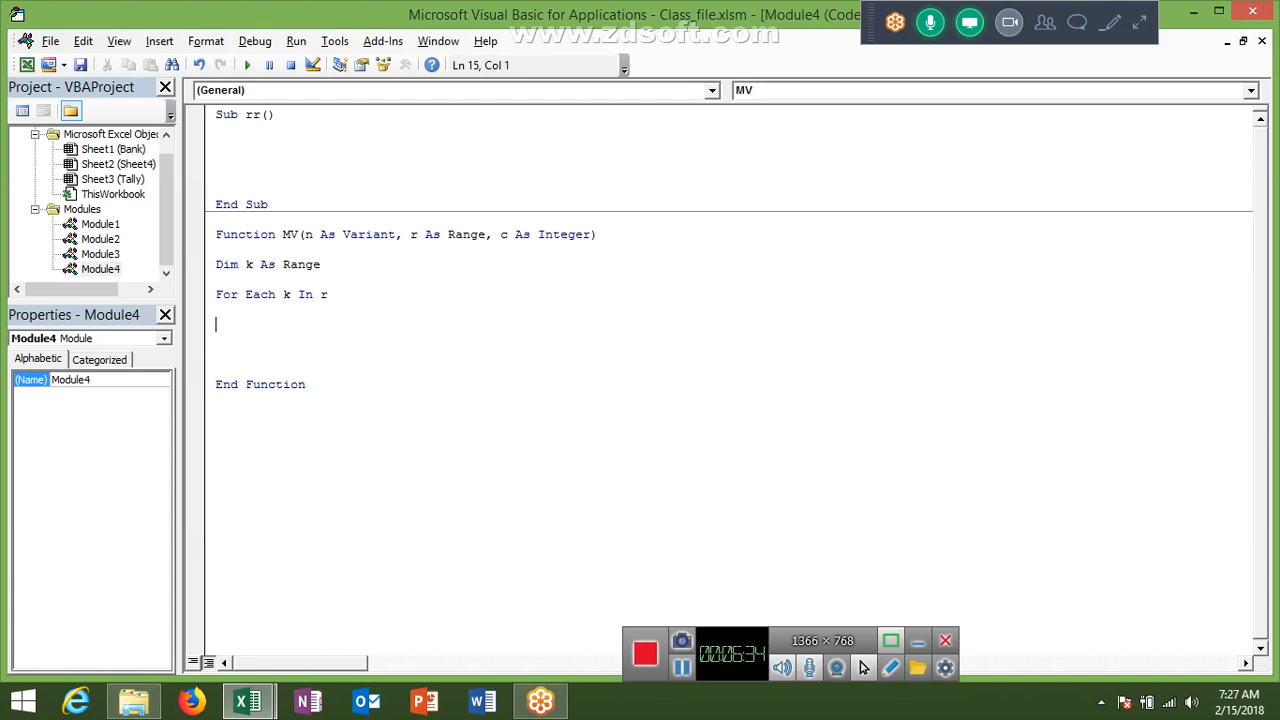 Microsoft Visual Basic for Applications - Class_file.xlsm - [Module4 (Code
www.zdsoft.com
File Edit View Insert Format Debug Run Tools Add-Ins Window Help
Ln 15, Col 1
Project - VBAProject
(General)
MV
Microsoft Excel Objec
Sheet1 (Bank)
Sheet2 (Sheet4)
Sheet3 (Tally)
ThisWorkbook
Modules
Module1
Module2
Module3
Module4
Properties - Module4
Module4 Module
Alphabetic Categorized
(Name) Module4
Sub rr()
End Sub
Function MV(n As Variant, r As Range, c As Integer)
Dim k As Range
For Each k In r
End Function
00:06:34
1366 × 768
7:27 AM
2/15/2018